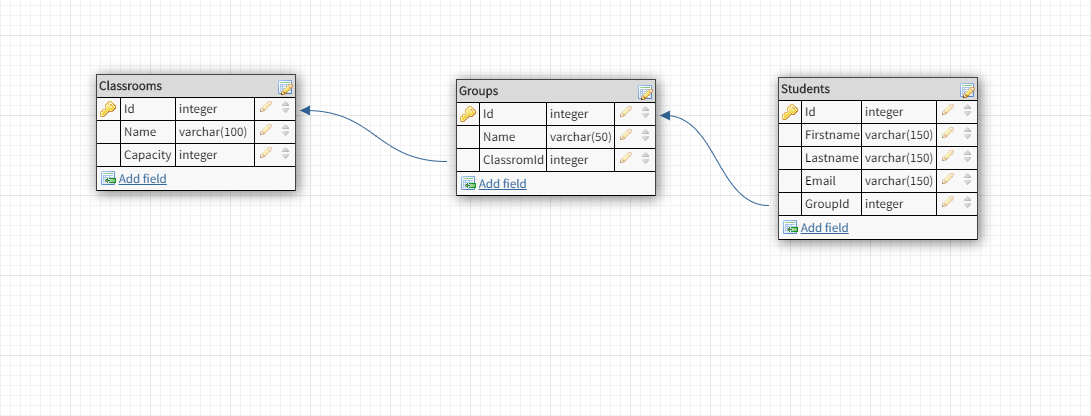 Classrooms
Id integer
Name varchar(100)
Capacity integer
Add field
Groups
Id integer
Name varchar(50)
ClassromId integer
Add field
Students
Id integer
Firstname varchar(150)
Lastname varchar(150)
Email varchar(150)
GroupId integer
Add field